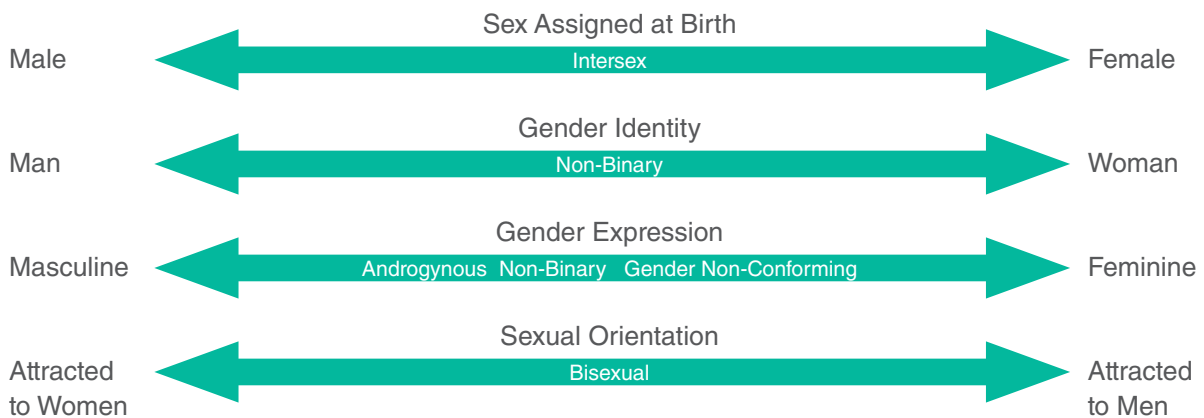 Sex Assigned at Birth
Male
Intersex
Female
Gender Identity
Man
Non-Binary
Woman
Gender Expression
Masculine
Androgynous Non-Binary Gender Non-Conforming
Feminine
Sexual Orientation
Attracted
to Women
Bisexual
Attracted
to Men